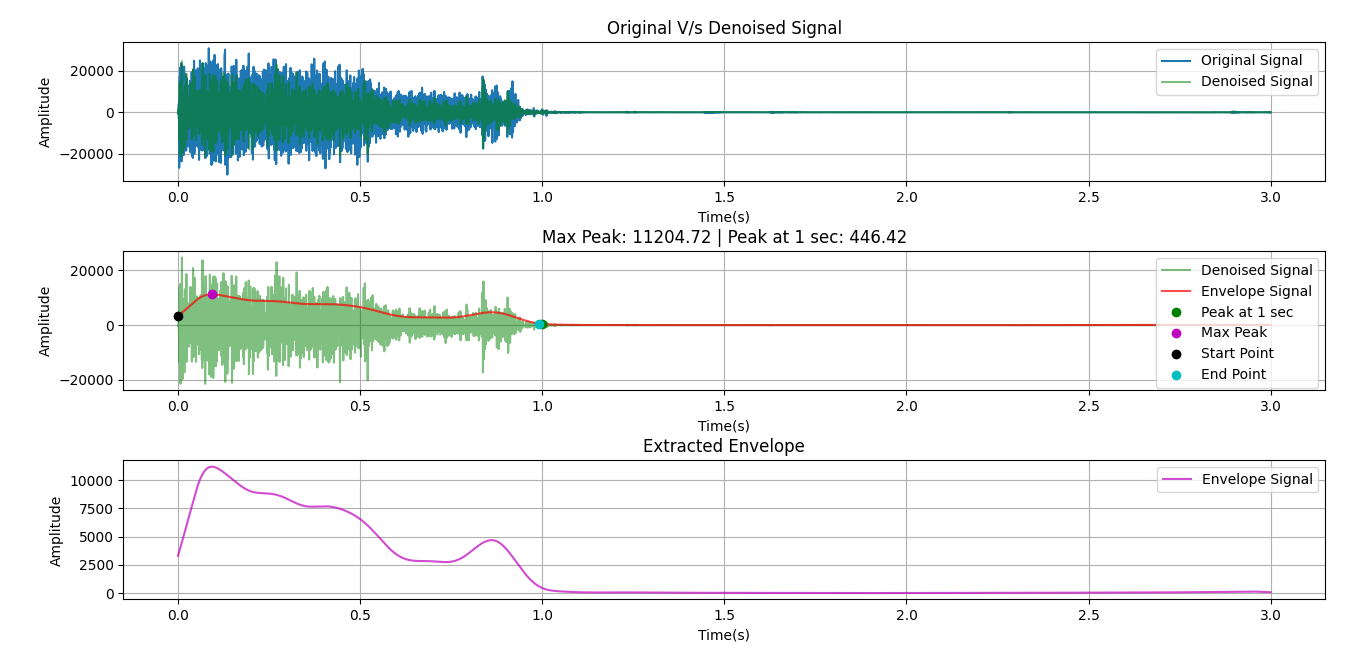 Original V/s Denoised Signal
Amplitude
20000
0
−20000
Original Signal
Denoised Signal
0.0 0.5 1.0 1.5 2.0 2.5 3.0
Time(s)
Max Peak: 11204.72 | Peak at 1 sec: 446.42
Amplitude
20000
0
−20000
Denoised Signal
Envelope Signal
Peak at 1 sec
Max Peak
Start Point
End Point
0.0 0.5 1.0 1.5 2.0 2.5 3.0
Time(s)
Extracted Envelope
Amplitude
10000
7500
5000
2500
0
Envelope Signal
0.0 0.5 1.0 1.5 2.0 2.5 3.0
Time(s)